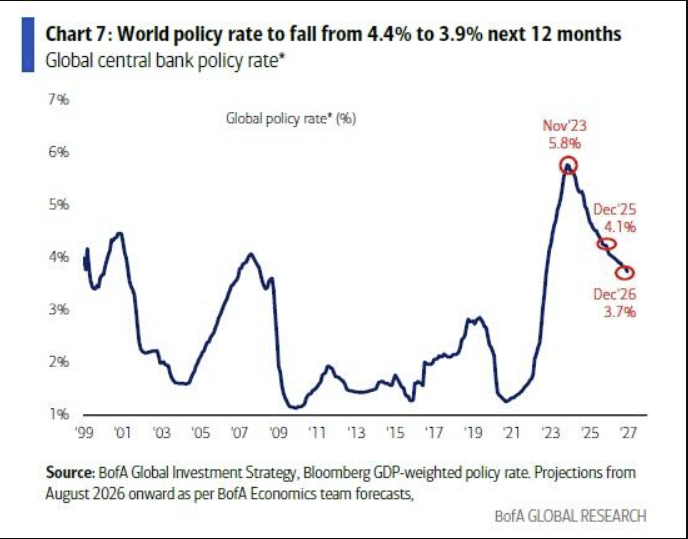 Chart 7: World policy rate to fall from 4.4% to 3.9% next 12 months
Global central bank policy rate*
7%
Global policy rate* (%)
Nov'23
5.8%
6%
5%
Dec'25
4.1%
4%
Dec'26
3.7%
3%
2%
1%
'99 '01 '03 '05 '07 '09 '11 '13 '15 '17 '19 '21 '23 '25 '27
Source: BofA Global Investment Strategy, Bloomberg GDP-weighted policy rate. Projections from
August 2026 onward as per BofA Economics team forecasts,
BofA GLOBAL RESEARCH